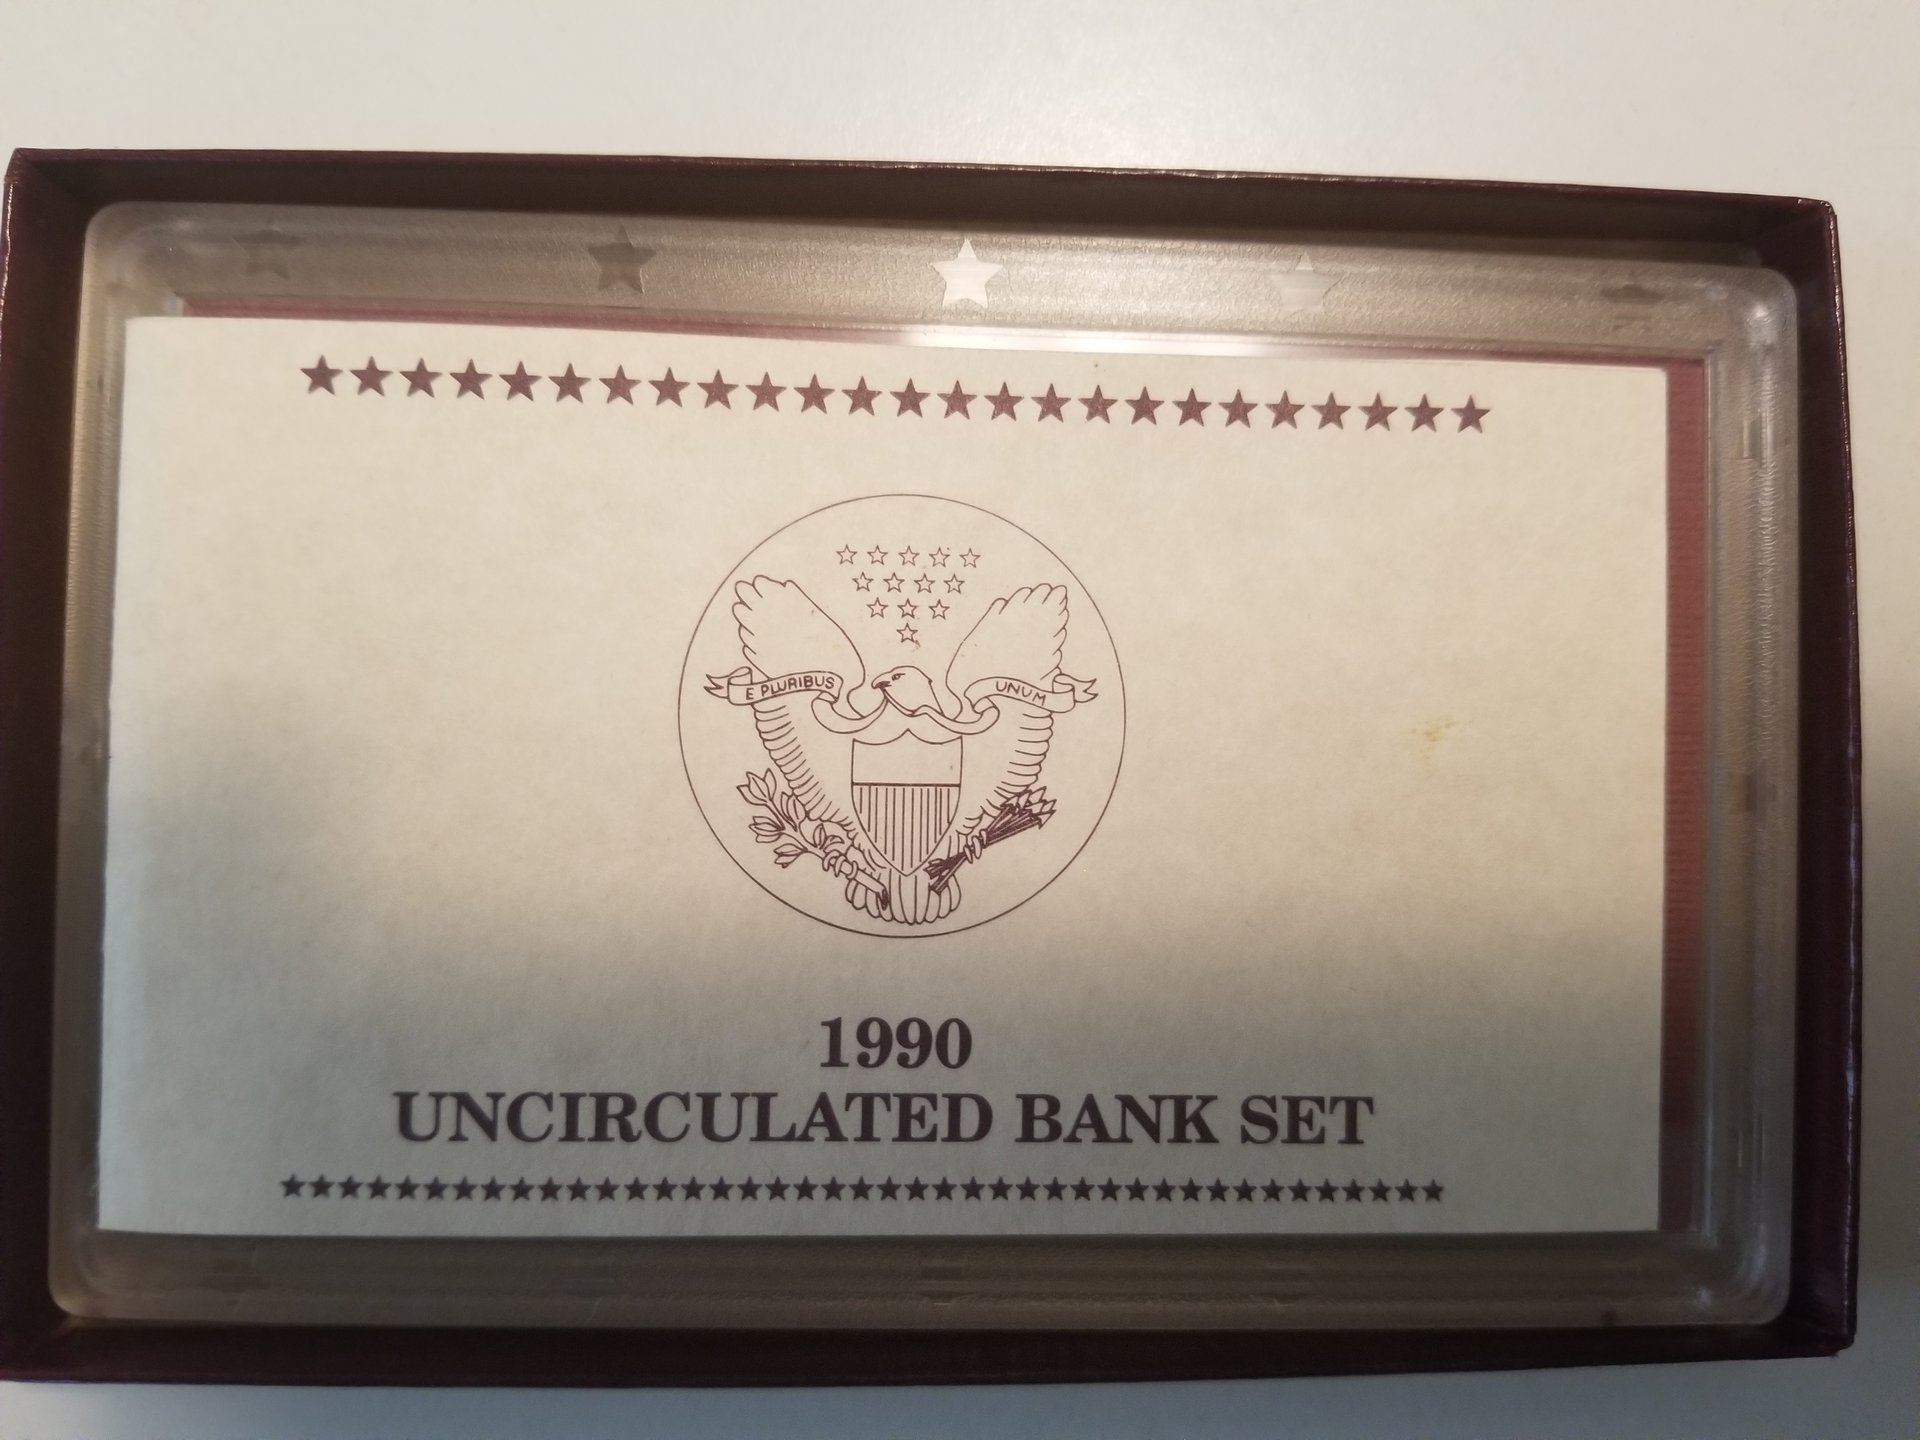 E PLURIBUS UNUM
1990
UNCIRCULATED BANK SET